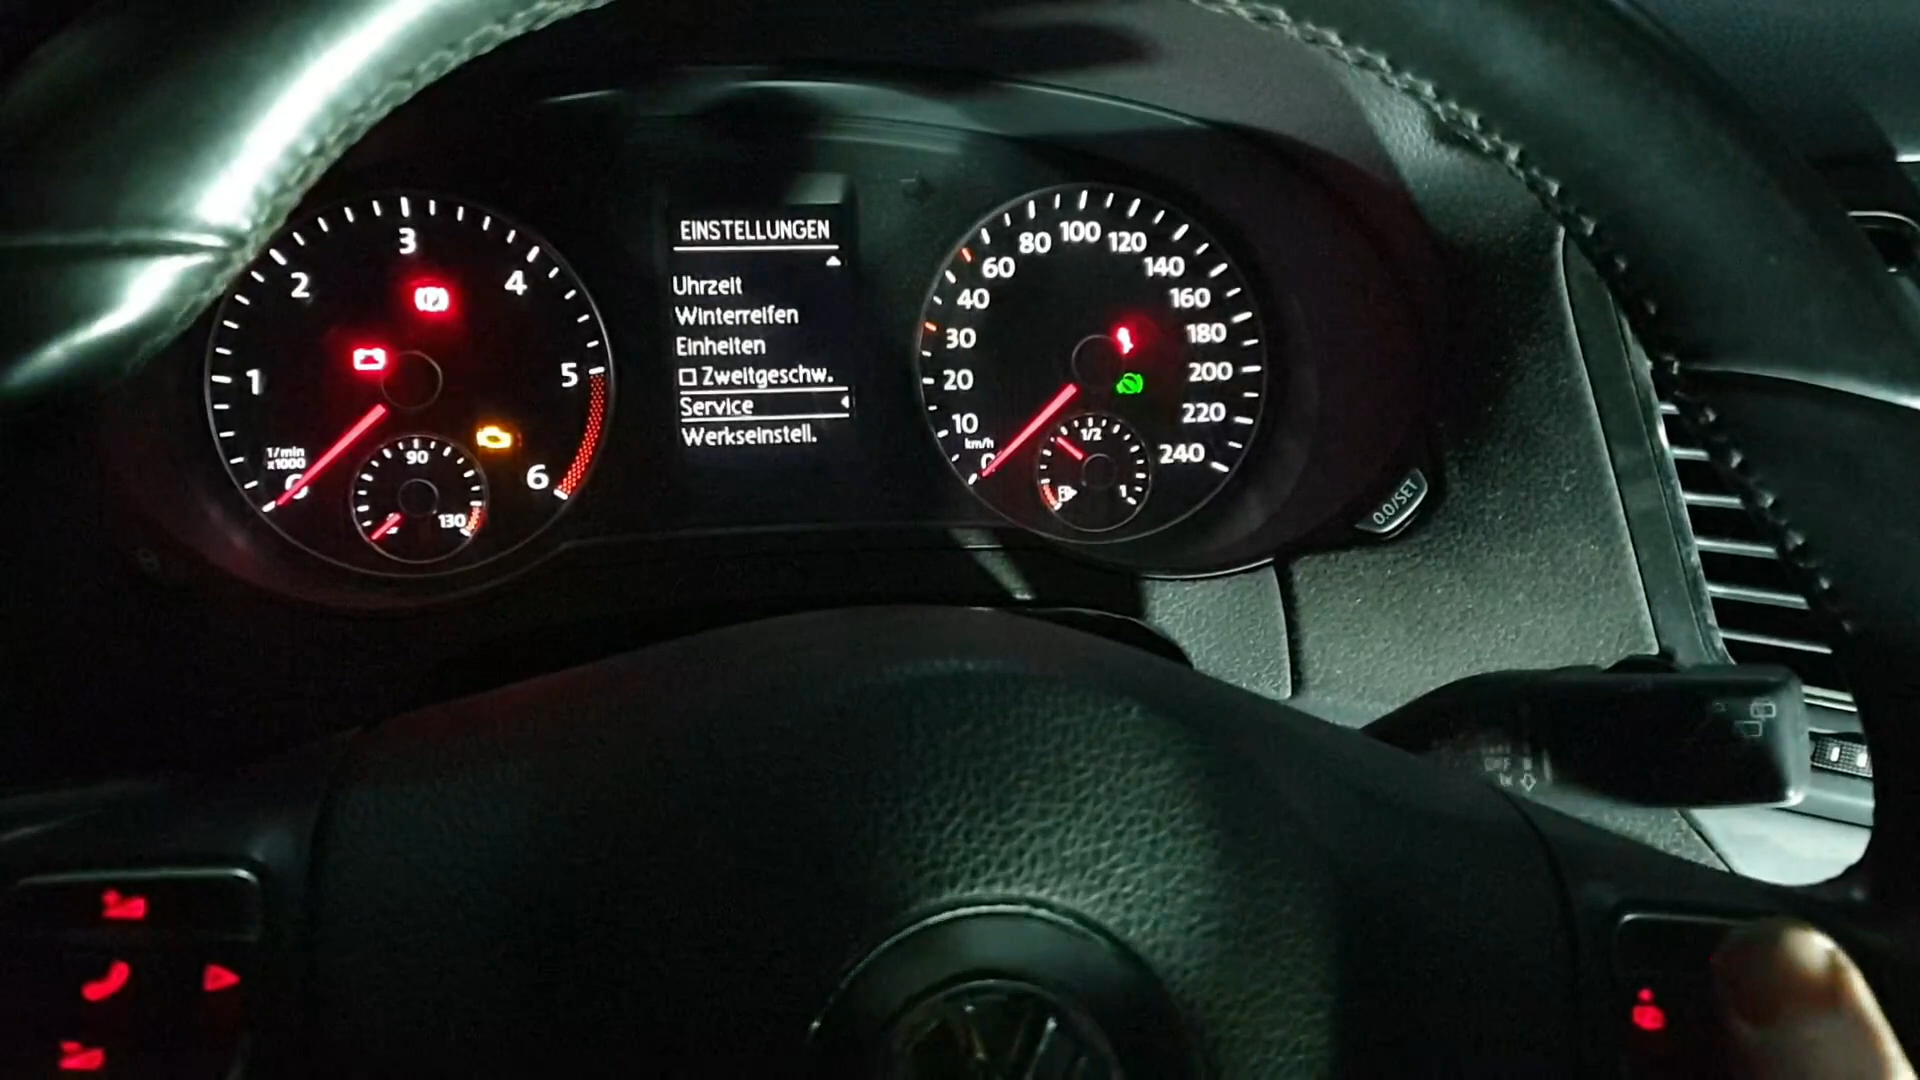 1
2
3
4
5
6
1/min
x1000
0
90
130
EINSTELLUNGEN
Uhrzeit
Winterreifen
Einheiten
Zweitgeschw.
Service
Werkseinstell.
0
10
20
30
40
60
80
100
120
140
160
180
200
220
240
km/h
1/2
1
0.0/SET